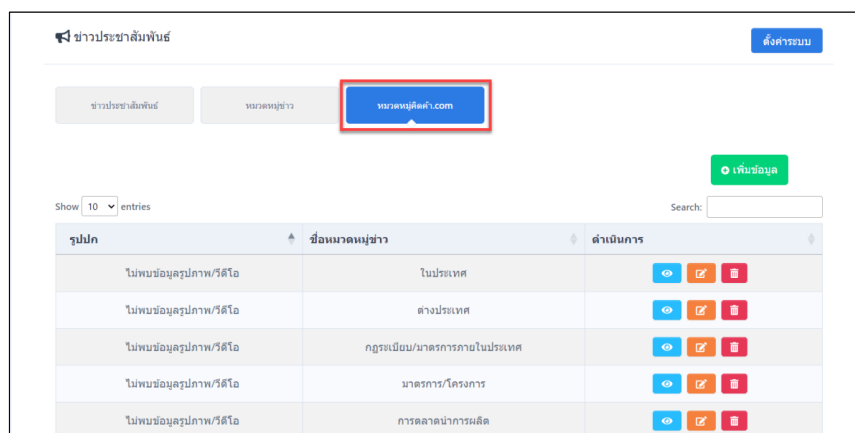 ข่าวประชาสัมพันธ์
ตั้งค่าระบบ
ข่าวประชาสัมพันธ์ หมวดหมู่ข่าว หมวดหมู่คิดค้า.com
เพิ่มข้อมูล
Show 10 entries Search:
รูปปก ชื่อหมวดหมู่ข่าว ดำเนินการ
ไม่พบข้อมูลรูปภาพ/วีดีโอ ในประเทศ
ไม่พบข้อมูลรูปภาพ/วีดีโอ ต่างประเทศ
ไม่พบข้อมูลรูปภาพ/วีดีโอ กฎระเบียบ/มาตรการภายในประเทศ
ไม่พบข้อมูลรูปภาพ/วีดีโอ มาตรการ/โครงการ
ไม่พบข้อมูลรูปภาพ/วีดีโอ การตลาดนำการผลิต